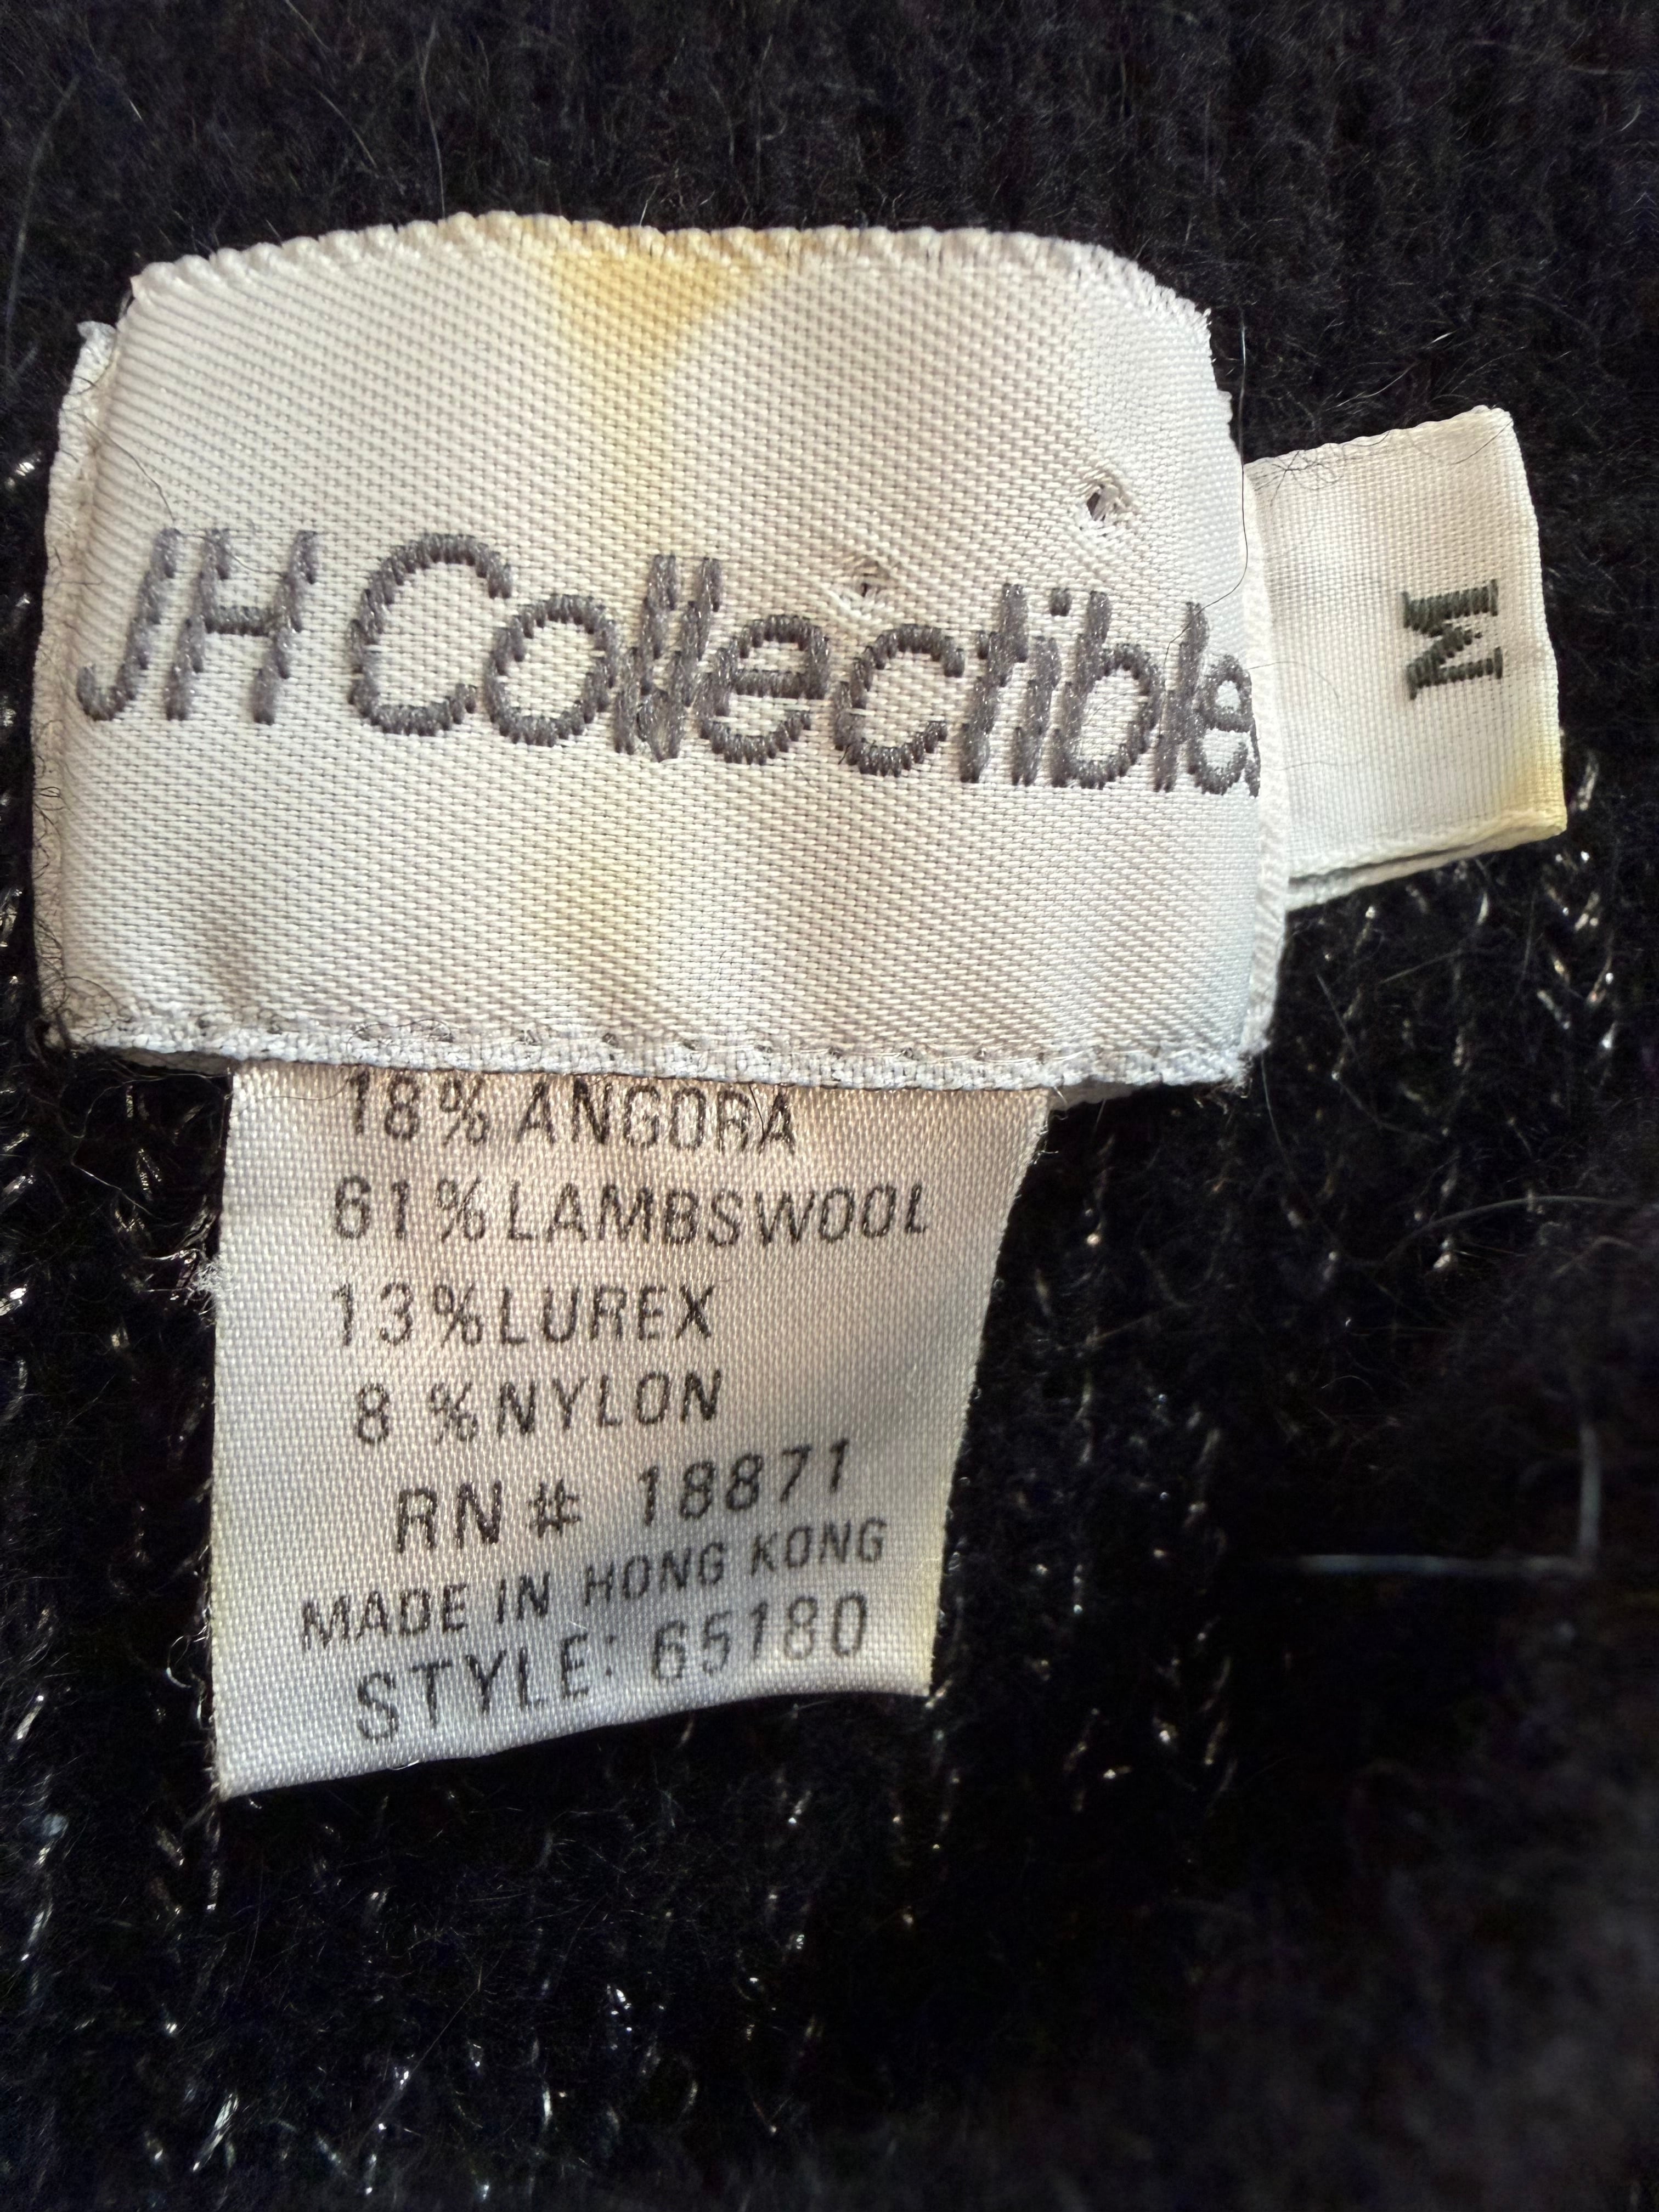 JH Collectibles
M
18% ANGORA
61% LAMBSWOOL
13% LUREX
8 % NYLON
RN # 18871
MADE IN HONG KONG
STYLE: 65180